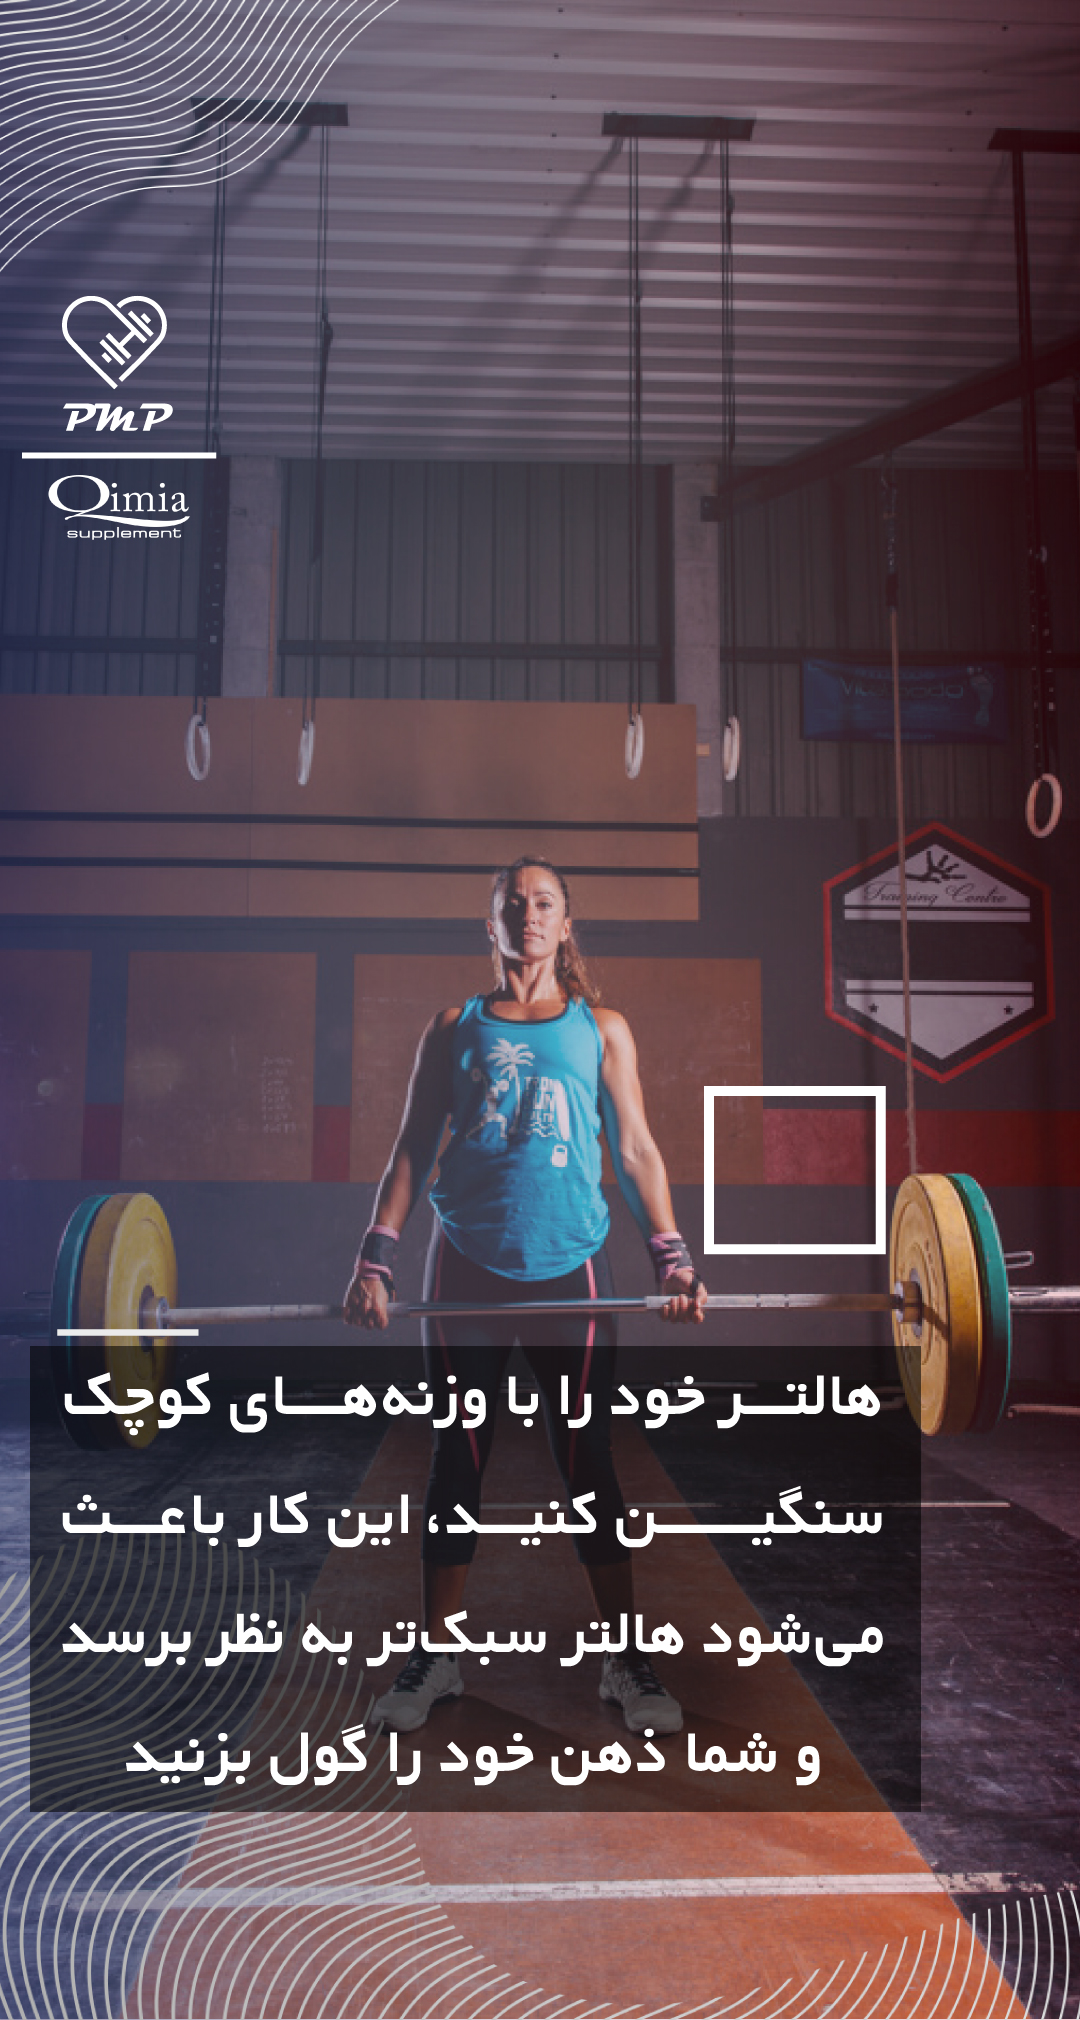 PMP
Qimia
supplement
Training Centre
هالتر خود را با وزنه‌های کوچک
سنگین کنید، این کار باعث
می‌شود هالتر سبک‌تر به نظر برسد
و شما ذهن خود را گول بزنید